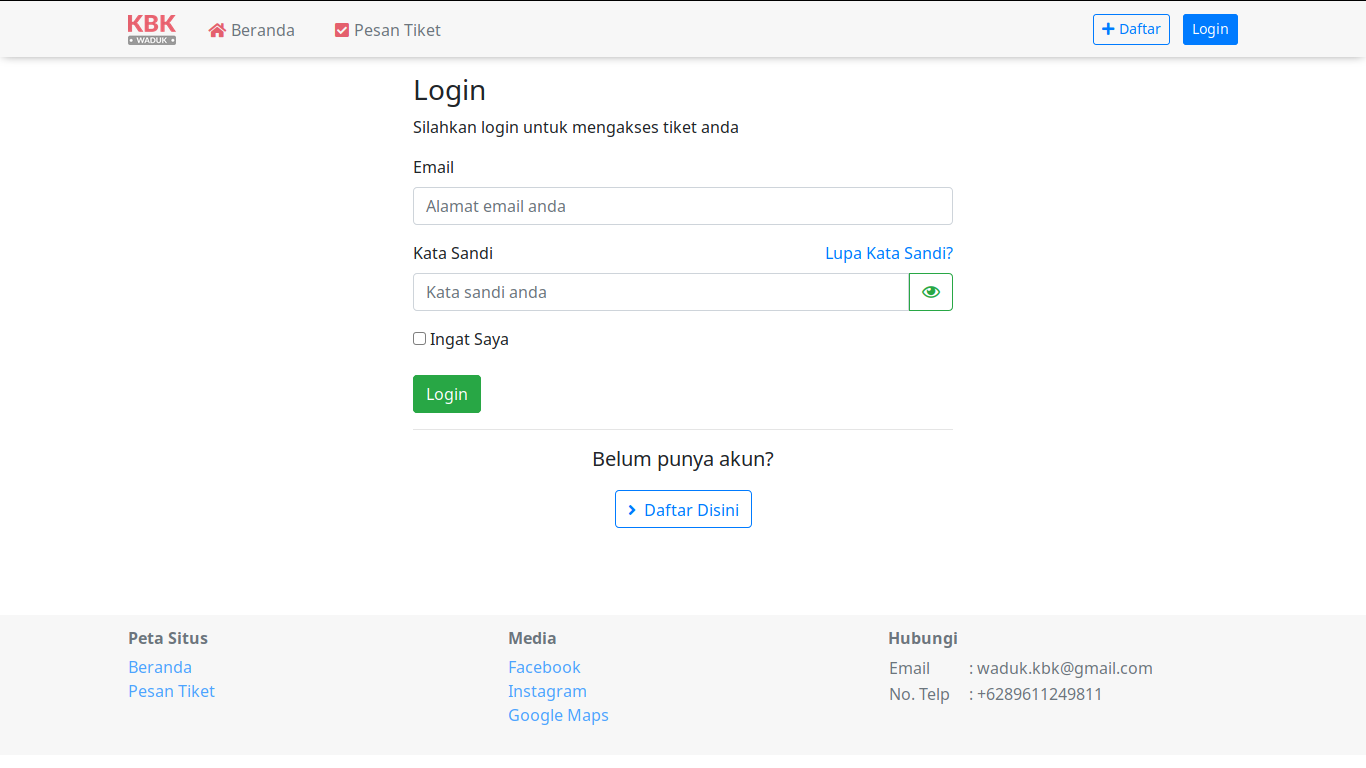 KBK
WADUK
Beranda
Pesan Tiket
Daftar
Login
Login
Silahkan login untuk mengakses tiket anda
Email
Alamat email anda
Kata Sandi
Lupa Kata Sandi?
Kata sandi anda
Ingat Saya
Login
Belum punya akun?
Daftar Disini
Peta Situs
Beranda
Pesan Tiket
Media
Facebook
Instagram
Google Maps
Hubungi
Email : waduk.kbk@gmail.com
No. Telp : +6289611249811